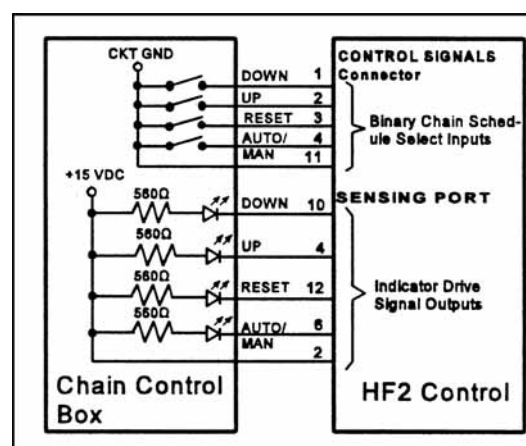 CKT GND
DOWN 1
UP 2
RESET 3
AUTO/ 4
MAN 11
CONTROL SIGNALS
Connector
Binary Chain Sched-
ule Select Inputs
+15 VDC
560Ω
DOWN 10
560Ω
UP 4
560Ω
RESET 12
560Ω
AUTO/ 6
MAN 2
SENSING PORT
Indicator Drive
Signal Outputs
Chain Control
Box
HF2 Control